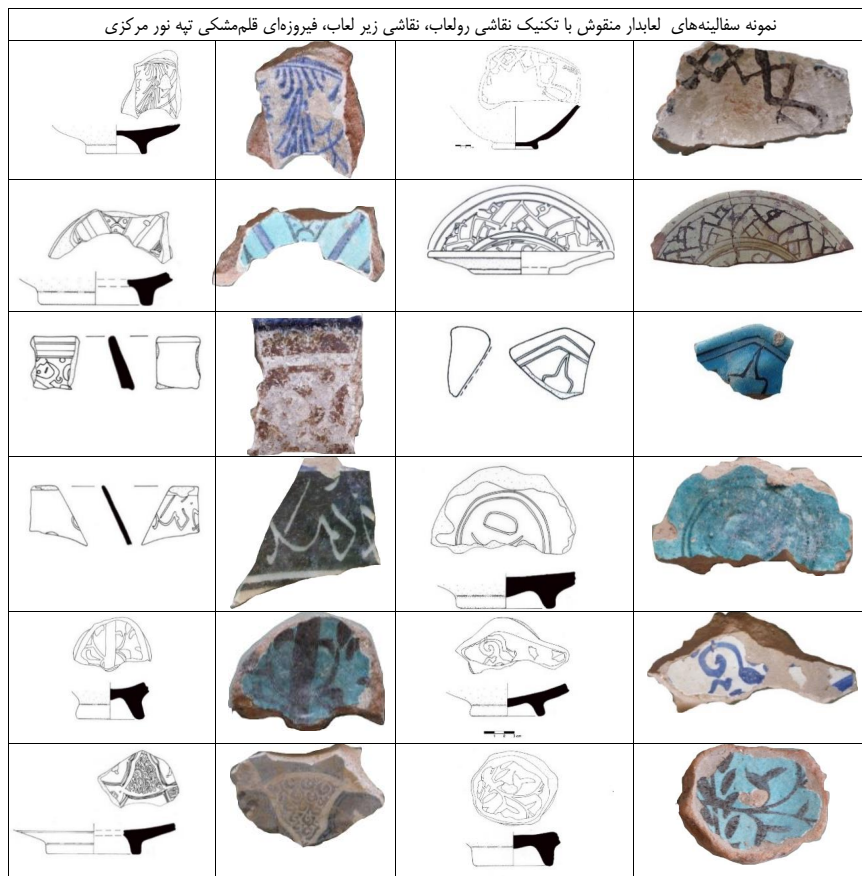 نمونه سفالینه‌های لعابدار منقوش با تکنیک نقاشی رولعاب، نقاشی زیر لعاب، فیروزه‌ای قلم‌مشکی تپه نور مرکزی